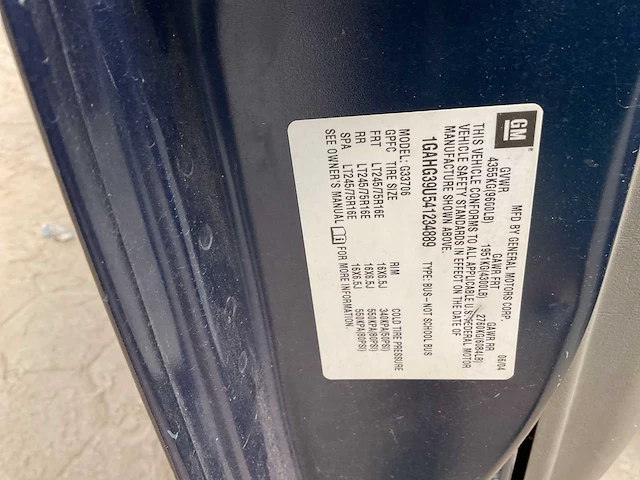 GM
MFD BY GENERAL MOTORS CORP 06/04
GVWR GAWR FRT GAWR RR
4355KG(9600LB) 1951KG(4300LB) 2760KG(6084LB)
THIS VEHICLE CONFORMS TO ALL APPLICABLE U.S. FEDERAL MOTOR
VEHICLE SAFETY STANDARDS IN EFFECT ON THE DATE OF
MANUFACTURE SHOWN ABOVE.
1GAHG39U541234889 TYPE: BUS-NOT SCHOOL BUS
MODEL: G33706
GPFC TIRE SIZE RIM COLD TIRE PRESSURE
FRT LT245/75R16E 16X6.5J 340KPA(50PSI)
RR LT245/75R16E 16X6.5J 550KPA(80PSI)
SPA LT245/75R16E 16X6.5J 550KPA(80PSI)
SEE OWNER'S MANUAL FOR MORE INFORMATION.